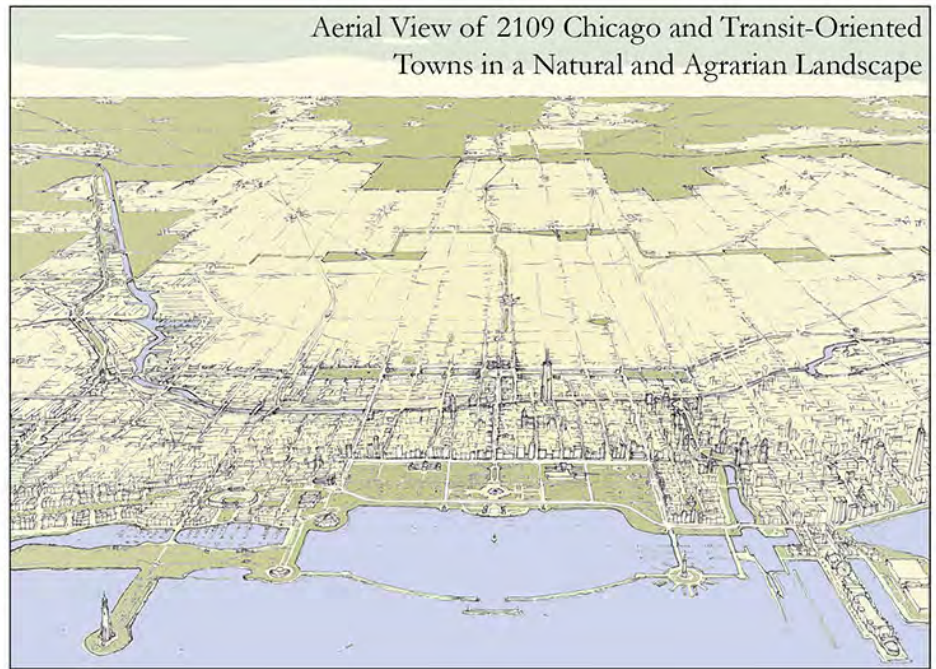 Aerial View of 2109 Chicago and Transit-Oriented
Towns in a Natural and Agrarian Landscape